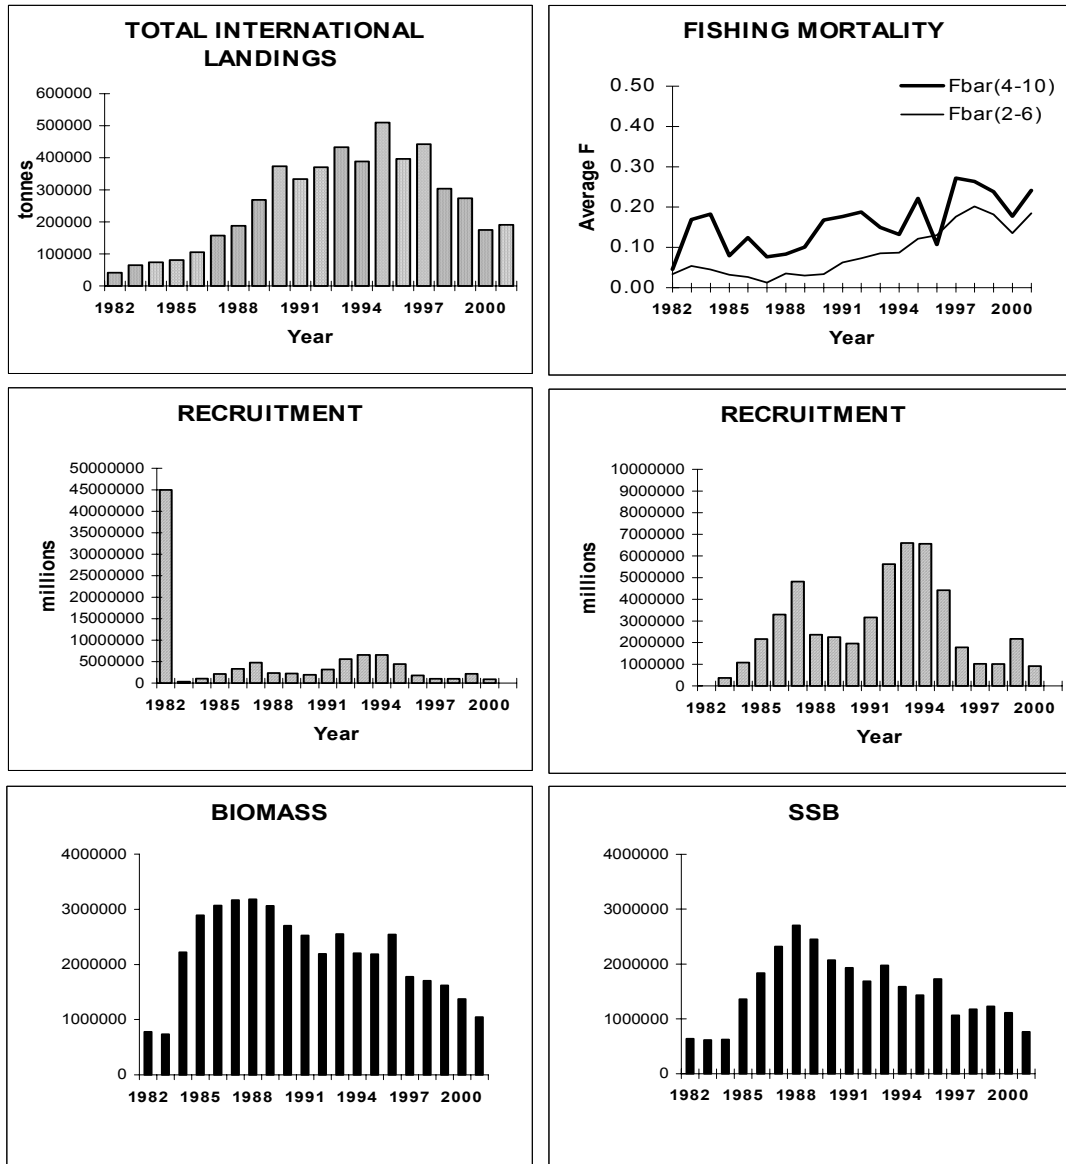 TOTAL INTERNATIONAL
LANDINGS
600000
500000
400000
300000
200000
100000
0
tonnes
1982 1985 1988 1991 1994 1997 2000
Year
FISHING MORTALITY
0.50
0.40
0.30
0.20
0.10
0.00
Average F
Fbar(4-10)
Fbar(2-6)
1982 1985 1988 1991 1994 1997 2000
Year
RECRUITMENT
50000000
45000000
40000000
35000000
30000000
25000000
20000000
15000000
10000000
5000000
0
millions
1982 1985 1988 1991 1994 1997 2000
Year
RECRUITMENT
10000000
9000000
8000000
7000000
6000000
5000000
4000000
3000000
2000000
1000000
0
millions
1982 1985 1988 1991 1994 1997 2000
Year
BIOMASS
4000000
3000000
2000000
1000000
0
1982 1985 1988 1991 1994 1997 2000
SSB
4000000
3000000
2000000
1000000
0
1982 1985 1988 1991 1994 1997 2000